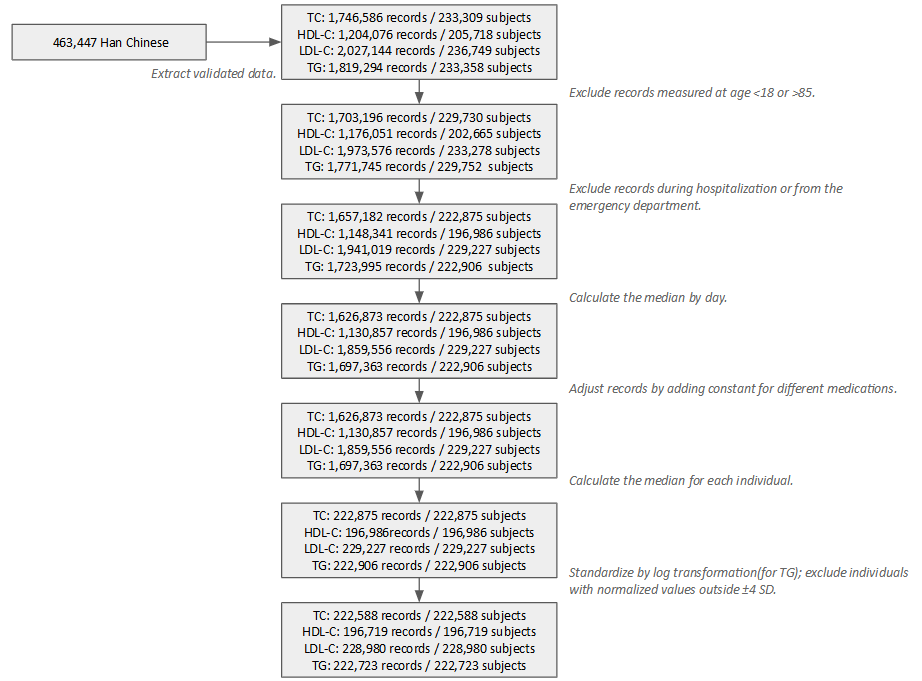 463,447 Han Chinese
Extract validated data.
TC: 1,746,586 records / 233,309 subjects
HDL-C: 1,204,076 records / 205,718 subjects
LDL-C: 2,027,144 records / 236,749 subjects
TG: 1,819,294 records / 233,358 subjects
Exclude records measured at age <18 or >85.
TC: 1,703,196 records / 229,730 subjects
HDL-C: 1,176,051 records / 202,665 subjects
LDL-C: 1,973,576 records / 233,278 subjects
TG: 1,771,745 records / 229,752  subjects
Exclude records during hospitalization or from the
emergency department.
TC: 1,657,182 records / 222,875 subjects
HDL-C: 1,148,341 records / 196,986 subjects
LDL-C: 1,941,019 records / 229,227 subjects
TG: 1,723,995 records / 222,906  subjects
Calculate the median by day.
TC: 1,626,873 records / 222,875 subjects
HDL-C: 1,130,857 records / 196,986 subjects
LDL-C: 1,859,556 records / 229,227 subjects
TG: 1,697,363 records / 222,906 subjects
Adjust records by adding constant for different medications.
TC: 1,626,873 records / 222,875 subjects
HDL-C: 1,130,857 records / 196,986 subjects
LDL-C: 1,859,556 records / 229,227 subjects
TG: 1,697,363 records / 222,906 subjects
Calculate the median for each individual.
TC: 222,875 records / 222,875 subjects
HDL-C: 196,986records / 196,986 subjects
LDL-C: 229,227 records / 229,227 subjects
TG: 222,906 records / 222,906 subjects
Standardize by log transformation(for TG); exclude individuals
with normalized values outside ±4 SD.
TC: 222,588 records / 222,588 subjects
HDL-C: 196,719 records / 196,719 subjects
LDL-C: 228,980 records / 228,980 subjects
TG: 222,723 records / 222,723 subjects